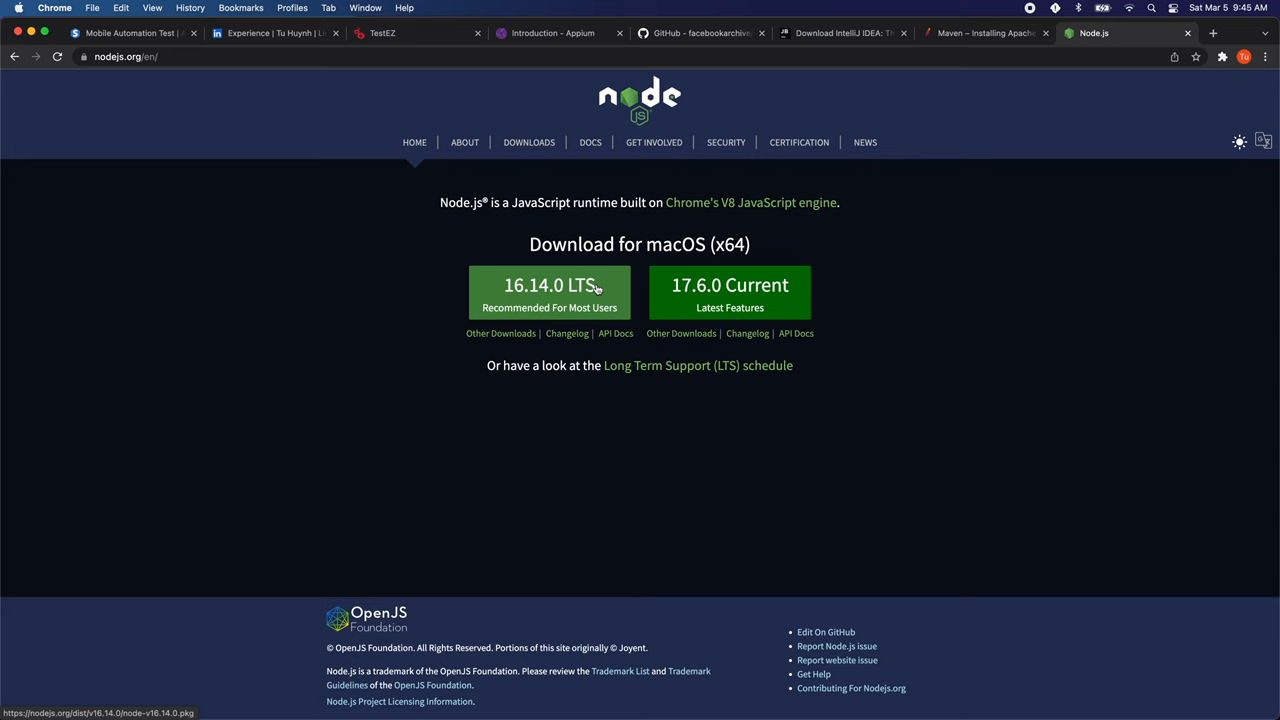 Chrome File Edit View History Bookmarks Profiles Tab Window Help Sat Mar 5 9:45 AM
Mobile Automation Test | A Experience | Tu Huynh | Lin TestEZ Introduction - Appium GitHub - facebookarchive/ Download IntelliJ IDEA: Th Maven – Installing Apache Node.js
nodejs.org/en/ Tu
node
JS
HOME ABOUT DOWNLOADS DOCS GET INVOLVED SECURITY CERTIFICATION NEWS
Node.js® is a JavaScript runtime built on Chrome's V8 JavaScript engine.
Download for macOS (x64)
16.14.0 LTS 17.6.0 Current
Recommended For Most Users Latest Features
Other Downloads | Changelog | API Docs Other Downloads | Changelog | API Docs
Or have a look at the Long Term Support (LTS) schedule
OpenJS
Foundation
© OpenJS Foundation. All Rights Reserved. Portions of this site originally © Joyent.
Node.js is a trademark of the OpenJS Foundation. Please review the Trademark List and Trademark
Guidelines of the OpenJS Foundation.
Node.js Project Licensing Information.
Edit On GitHub
Report Node.js issue
Report website issue
Get Help
Contributing For Nodejs.org
https://nodejs.org/dist/v16.14.0/node-v16.14.0.pkg